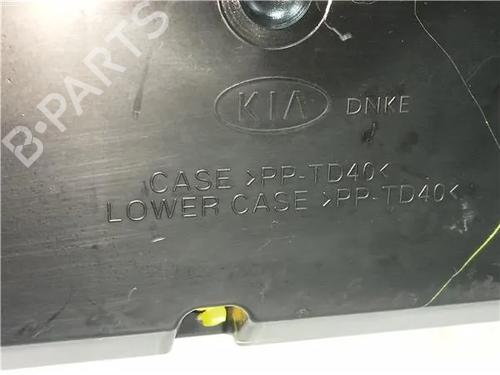 B-PARTS
KIA DNKE
CASE >PP-TD40<
LOWER CASE >PP-TD40<